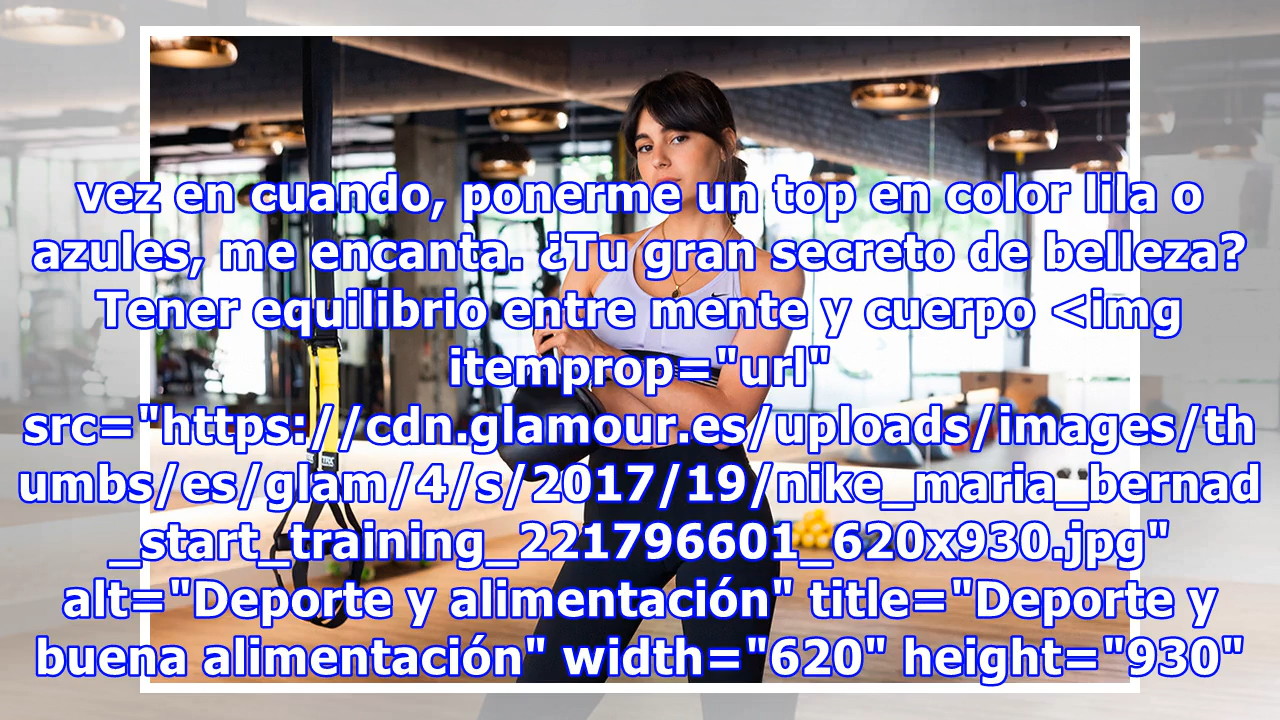 vez en cuando, ponerme un top en color lila o
azules, me encanta. ¿Tu gran secreto de belleza?
Tener equilibrio entre mente y cuerpo <img
itemprop="url"
src="https://cdn.glamour.es/uploads/images/th
umbs/es/glam/4/s/2017/19/nike_maria_bernad
_start_training_221796601_620x930.jpg"
alt="Deporte y alimentación" title="Deporte y
buena alimentación" width="620" height="930"